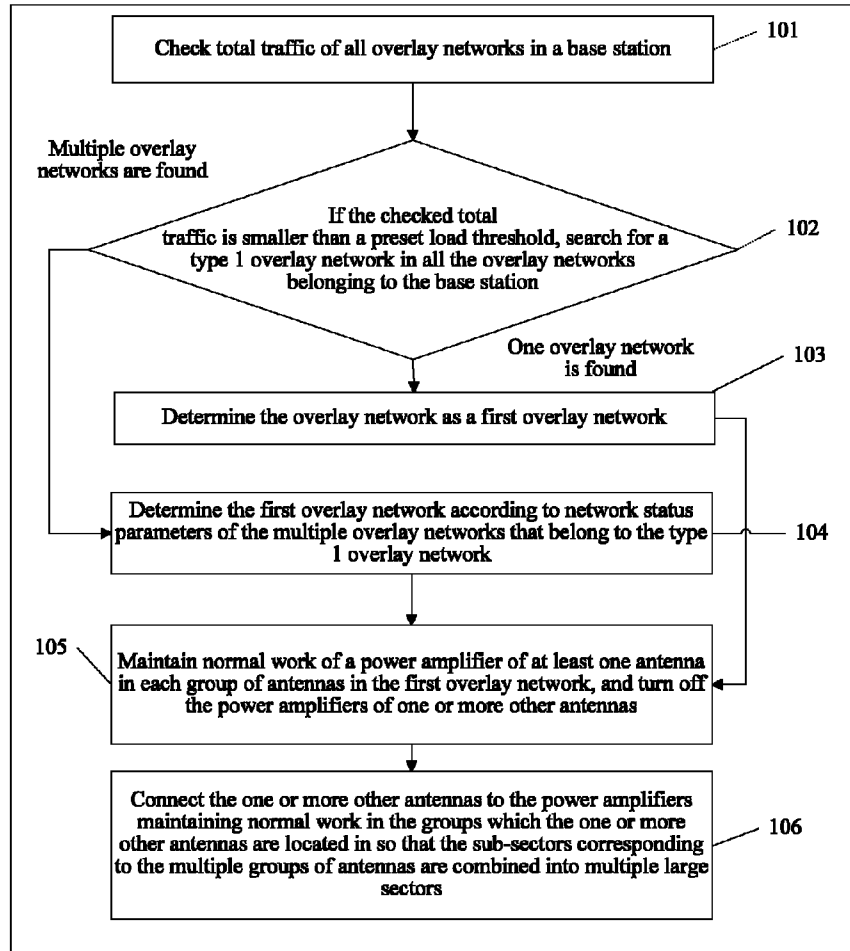 Check total traffic of all overlay networks in a base station
101
Multiple overlay
networks are found
If the checked total
traffic is smaller than a preset load threshold, search for a
type 1 overlay network in all the overlay networks
belonging to the base station
102
One overlay network
is found
103
Determine the overlay network as a first overlay network
Determine the first overlay network according to network status
parameters of the multiple overlay networks that belong to the type
1 overlay network
104
105
Maintain normal work of a power amplifier of at least one antenna
in each group of antennas in the first overlay network, and turn off
the power amplifiers of one or more other antennas
Connect the one or more other antennas to the power amplifiers
maintaining normal work in the groups which the one or more
other antennas are located in so that the sub-sectors corresponding
to the multiple groups of antennas are combined into multiple large
sectors
106